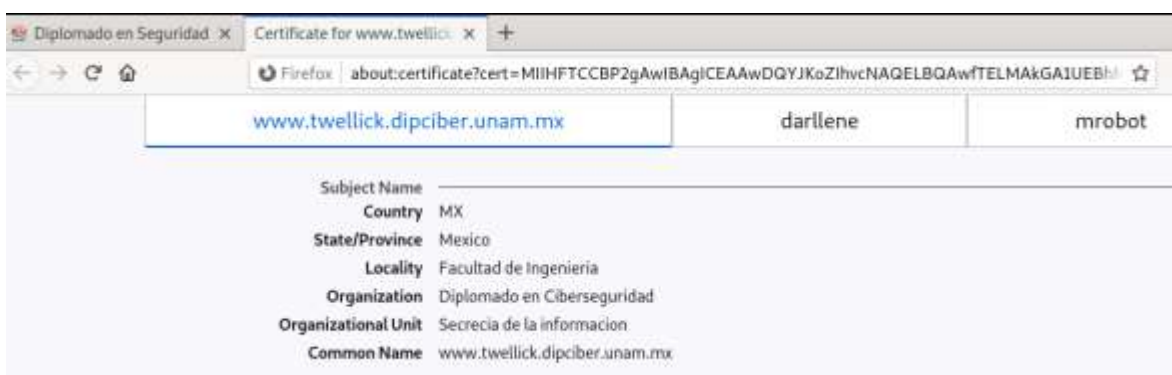 Diplomado en Seguridad × Certificate for www.twellic × +
Firefox about:certificate?cert=MIIHFTCCBP2gAwIBAgICEAAwDQYJKoZIhvcNAQELBQAwfTELMAkGA1UEBh
www.twellick.dipciber.unam.mx darllene mrobot
Subject Name
Country MX
State/Province Mexico
Locality Facultad de Ingenieria
Organization Diplomado en Ciberseguridad
Organizational Unit Secrecia de la informacion
Common Name www.twellick.dipciber.unam.mx